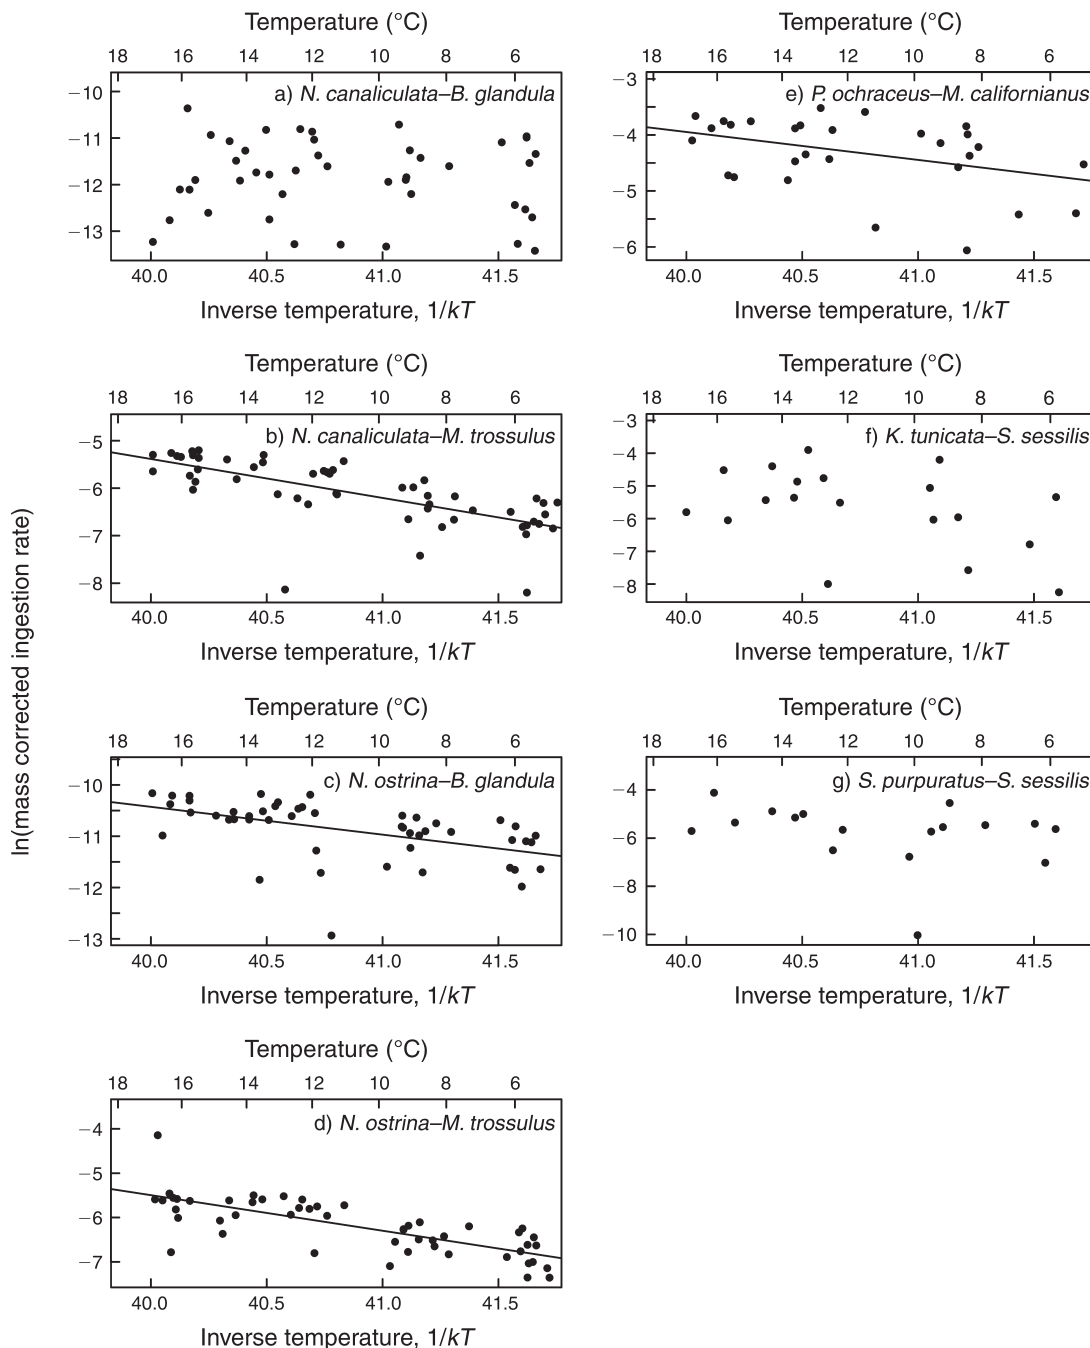 Temperature (°C)
18 16 14 12 10 8 6
a) N. canaliculata–B. glandula
−10
−11
−12
−13
40.0 40.5 41.0 41.5
Inverse temperature, 1/kT
Temperature (°C)
18 16 14 12 10 8 6
b) N. canaliculata–M. trossulus
−5
−6
−7
−8
40.0 40.5 41.0 41.5
Inverse temperature, 1/kT
Temperature (°C)
18 16 14 12 10 8 6
c) N. ostrina–B. glandula
−10
−11
−12
−13
40.0 40.5 41.0 41.5
Inverse temperature, 1/kT
Temperature (°C)
18 16 14 12 10 8 6
d) N. ostrina–M. trossulus
−4
−5
−6
−7
40.0 40.5 41.0 41.5
Inverse temperature, 1/kT
Temperature (°C)
18 16 14 12 10 8 6
e) P. ochraceus–M. californianus
−3
−4
−5
−6
40.0 40.5 41.0 41.5
Inverse temperature, 1/kT
Temperature (°C)
18 16 14 12 10 8 6
f) K. tunicata–S. sessilis
−3
−4
−5
−6
−7
−8
40.0 40.5 41.0 41.5
Inverse temperature, 1/kT
Temperature (°C)
18 16 14 12 10 8 6
g) S. purpuratus–S. sessilis
−4
−6
−8
−10
40.0 40.5 41.0 41.5
Inverse temperature, 1/kT
ln(mass corrected ingestion rate)